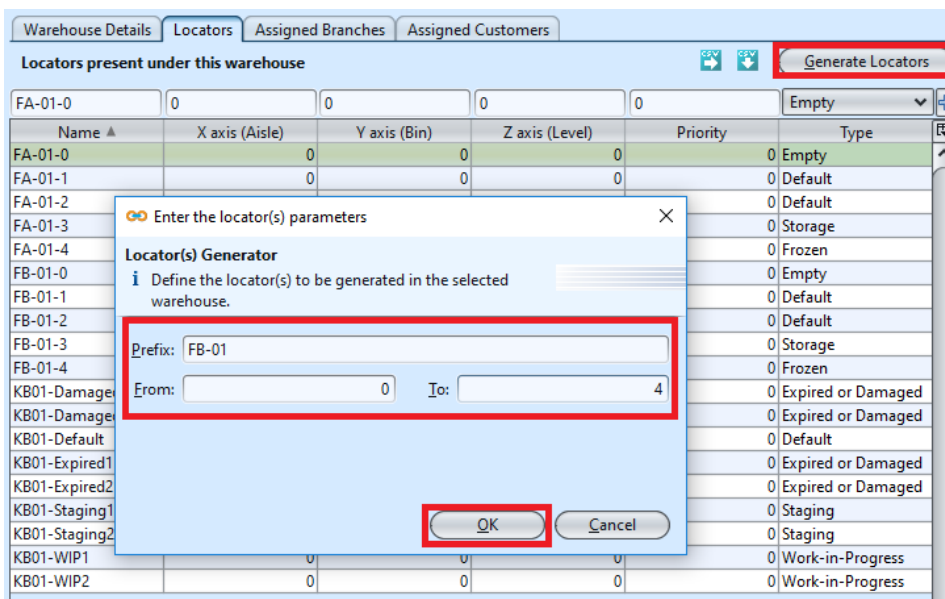 Warehouse Details Locators Assigned Branches Assigned Customers
Locators present under this warehouse CSV CSV Generate Locators
FA-01-0 0 0 0 0 Empty
Name X axis (Aisle) Y axis (Bin) Z axis (Level) Priority Type
FA-01-0 0 0 0 0 Empty
FA-01-1 0 0 0 0 Default
FA-01-2 0 Default
FA-01-3 0 Storage
FA-01-4 0 Frozen
FB-01-0 0 Empty
FB-01-1 0 Default
FB-01-2 0 Default
FB-01-3 0 Storage
FB-01-4 0 Frozen
KB01-Damage 0 Expired or Damaged
KB01-Damage 0 Expired or Damaged
KB01-Default 0 Default
KB01-Expired1 0 Expired or Damaged
KB01-Expired2 0 Expired or Damaged
KB01-Staging1 0 Staging
KB01-Staging2 0 Staging
KB01-WIP1 0 0 0 0 Work-in-Progress
KB01-WIP2 0 0 0 0 Work-in-Progress
Enter the locator(s) parameters
Locator(s) Generator
Define the locator(s) to be generated in the selected
warehouse.
Prefix: FB-01
From: 0 To: 4
OK Cancel